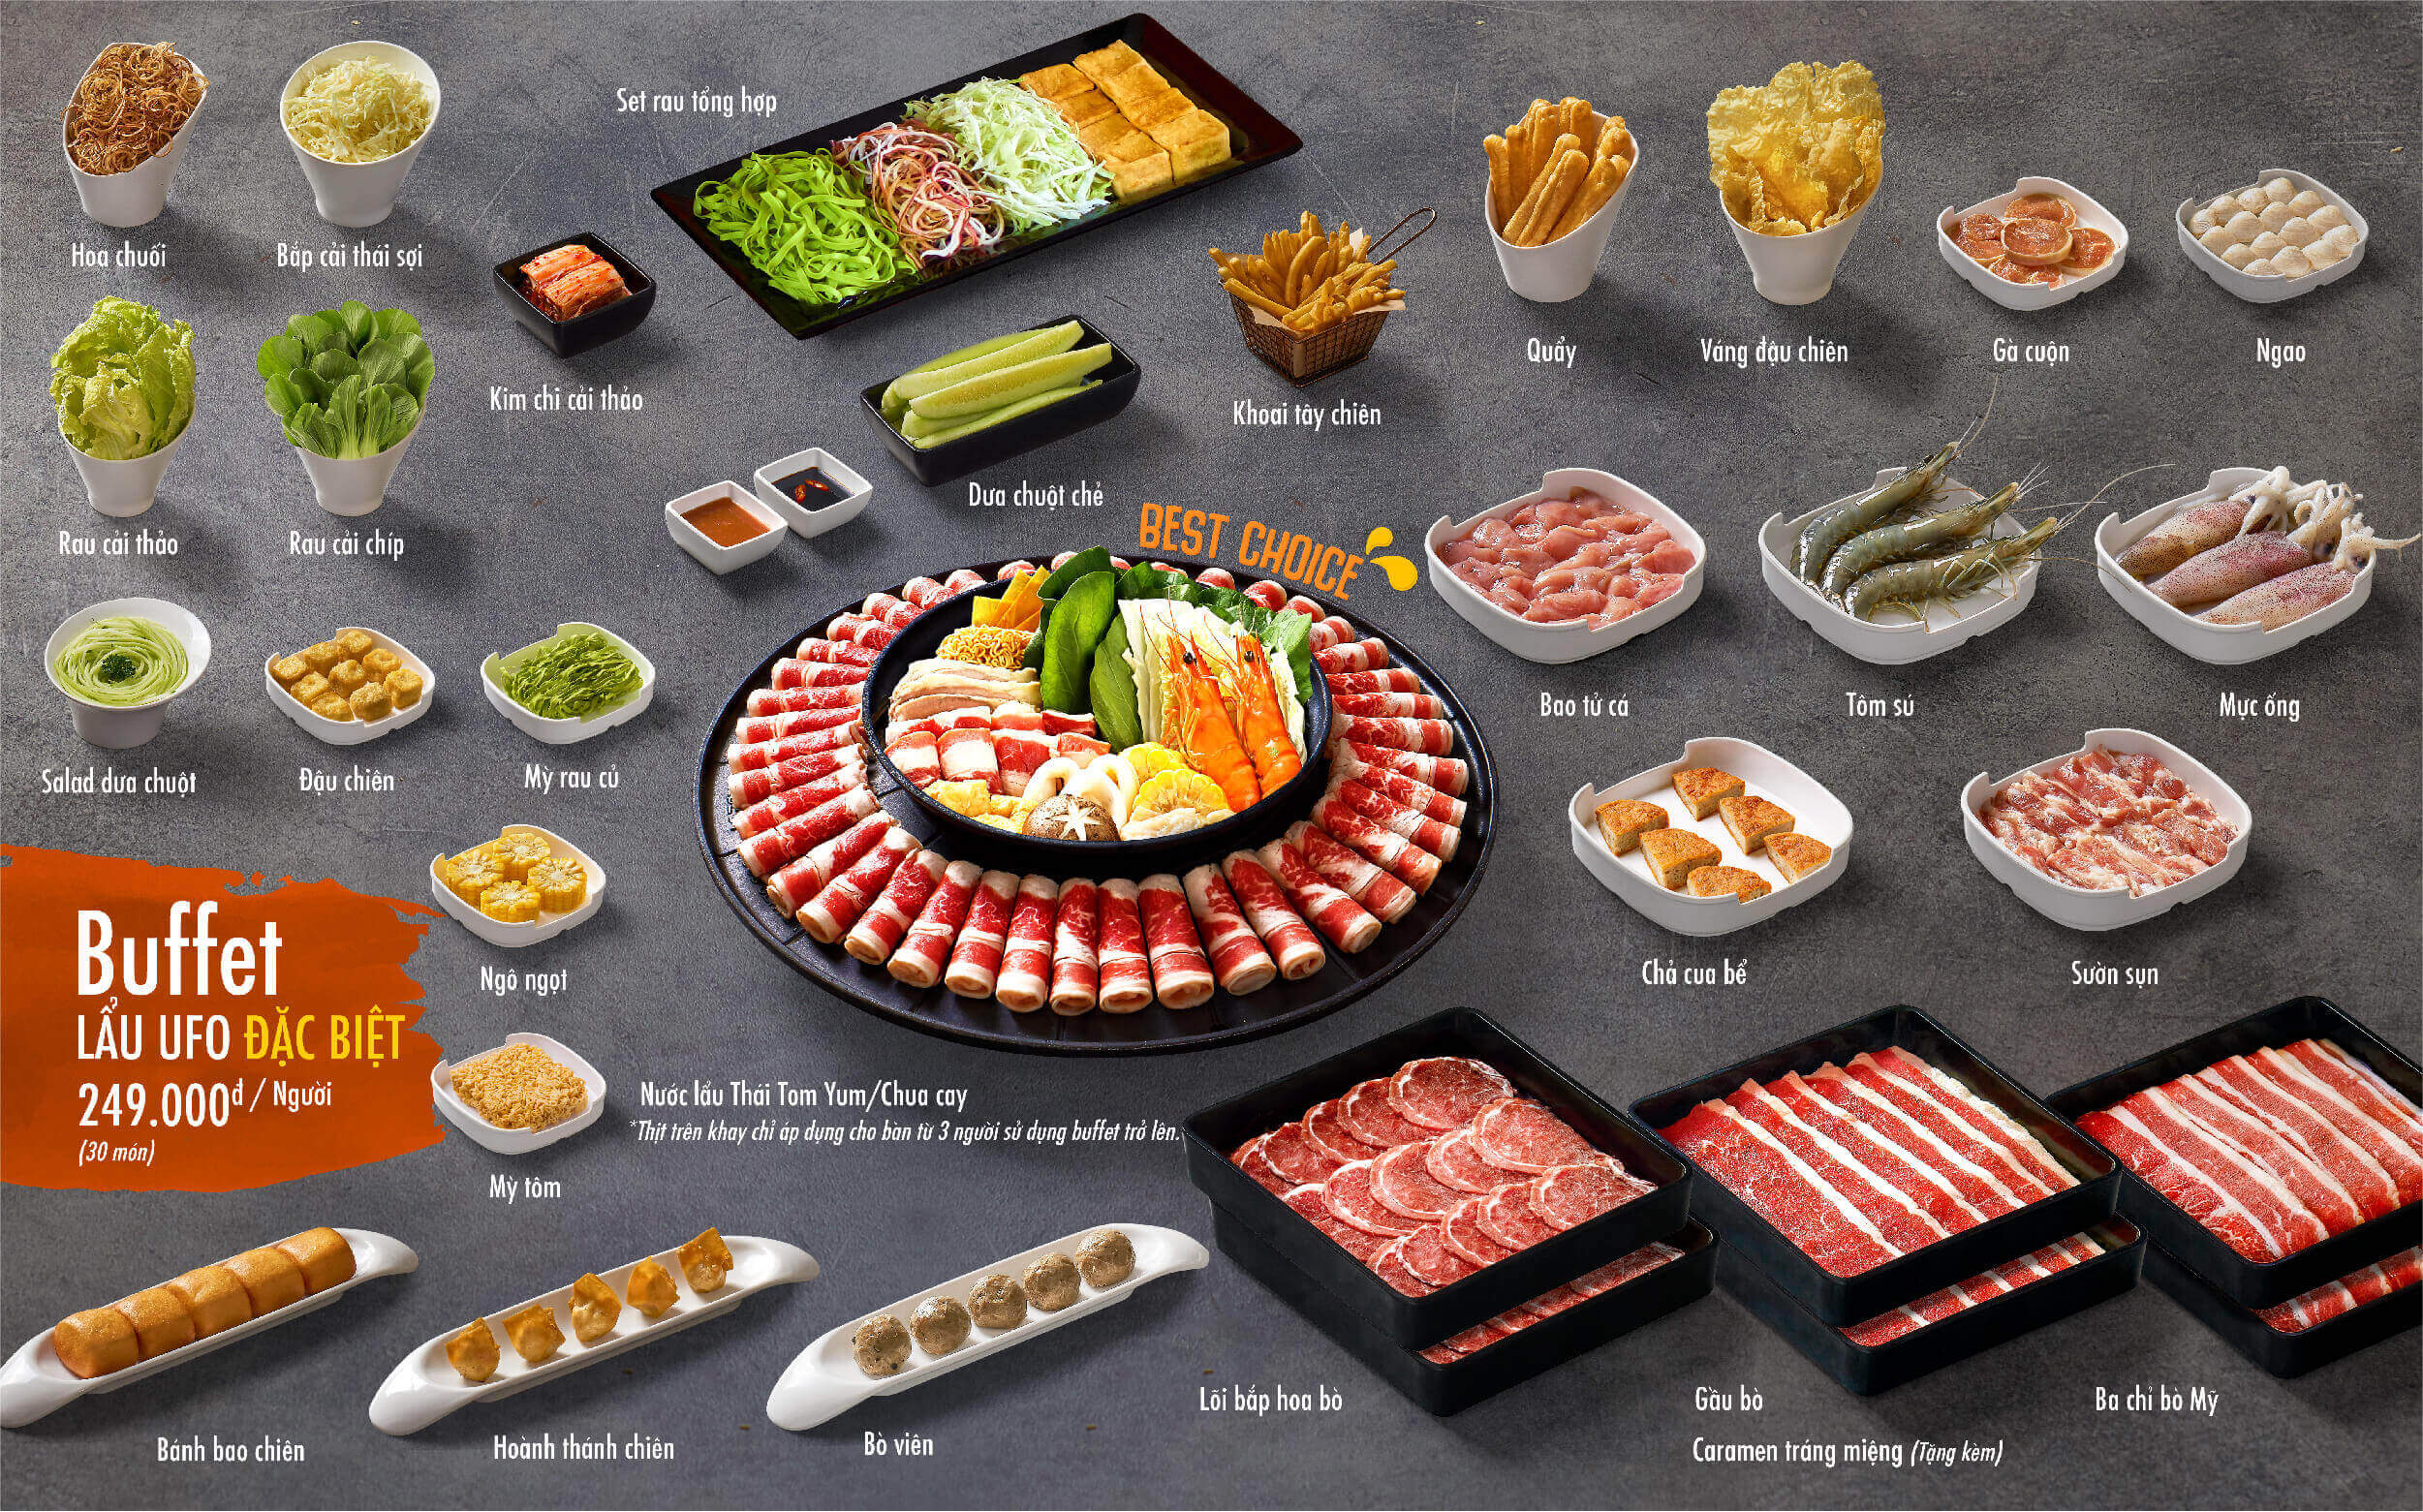 Set rau tổng hợp
Hoa chuối
Bắp cải thái sợi
Kim chi cải thảo
Khoai tây chiên
Quẩy
Váng đậu chiên
Gà cuộn
Ngao
Rau cải thảo
Rau cải chíp
Dưa chuột chẻ
BEST CHOICE
Bao tử cá
Tôm sú
Mực ống
Salad dưa chuột
Đậu chiên
Mỳ rau củ
Ngô ngọt
Chả cua bể
Sườn sụn
Buffet
LẨU UFO ĐẶC BIỆT
249.000đ / Người
(30 món)
Mỳ tôm
Nước lẩu Thái Tom Yum/Chua cay
*Thịt trên khay chỉ áp dụng cho bàn từ 3 người sử dụng buffet trở lên.
Bánh bao chiên
Hoành thánh chiên
Bò viên
Lõi bắp hoa bò
Gầu bò
Ba chỉ bò Mỹ
Caramen tráng miệng (Tặng kèm)